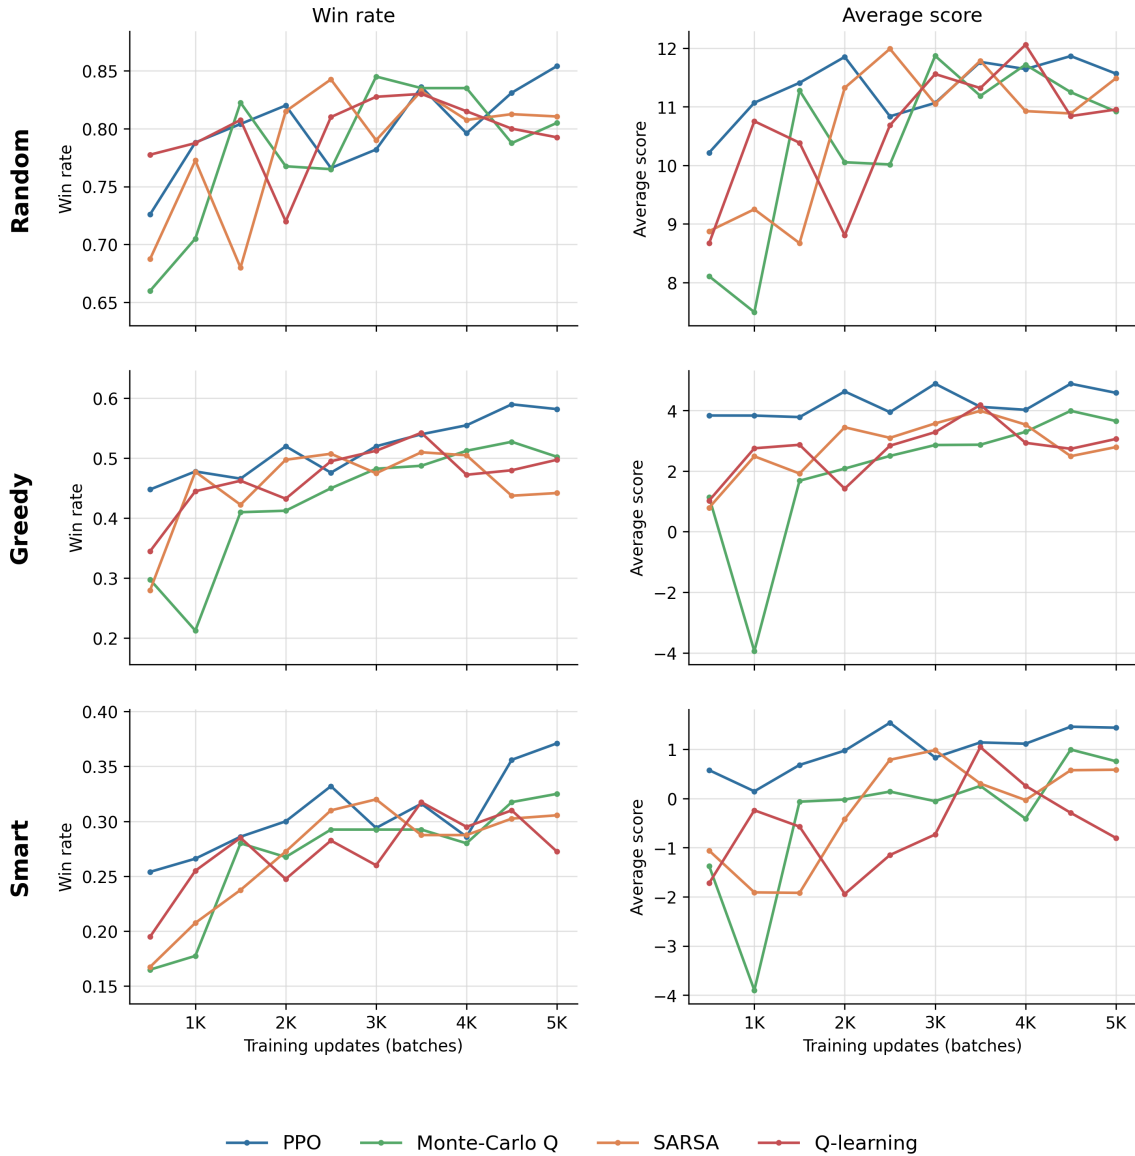 Win rate
Average score
Random
Win rate
0.85
0.80
0.75
0.70
0.65
Average score
12
11
10
9
8
Greedy
Win rate
0.6
0.5
0.4
0.3
0.2
Average score
4
2
0
−2
−4
Smart
Win rate
0.40
0.35
0.30
0.25
0.20
0.15
1K 2K 3K 4K 5K
Training updates (batches)
Average score
1
0
−1
−2
−3
−4
1K 2K 3K 4K 5K
Training updates (batches)
PPO Monte-Carlo Q SARSA Q-learning